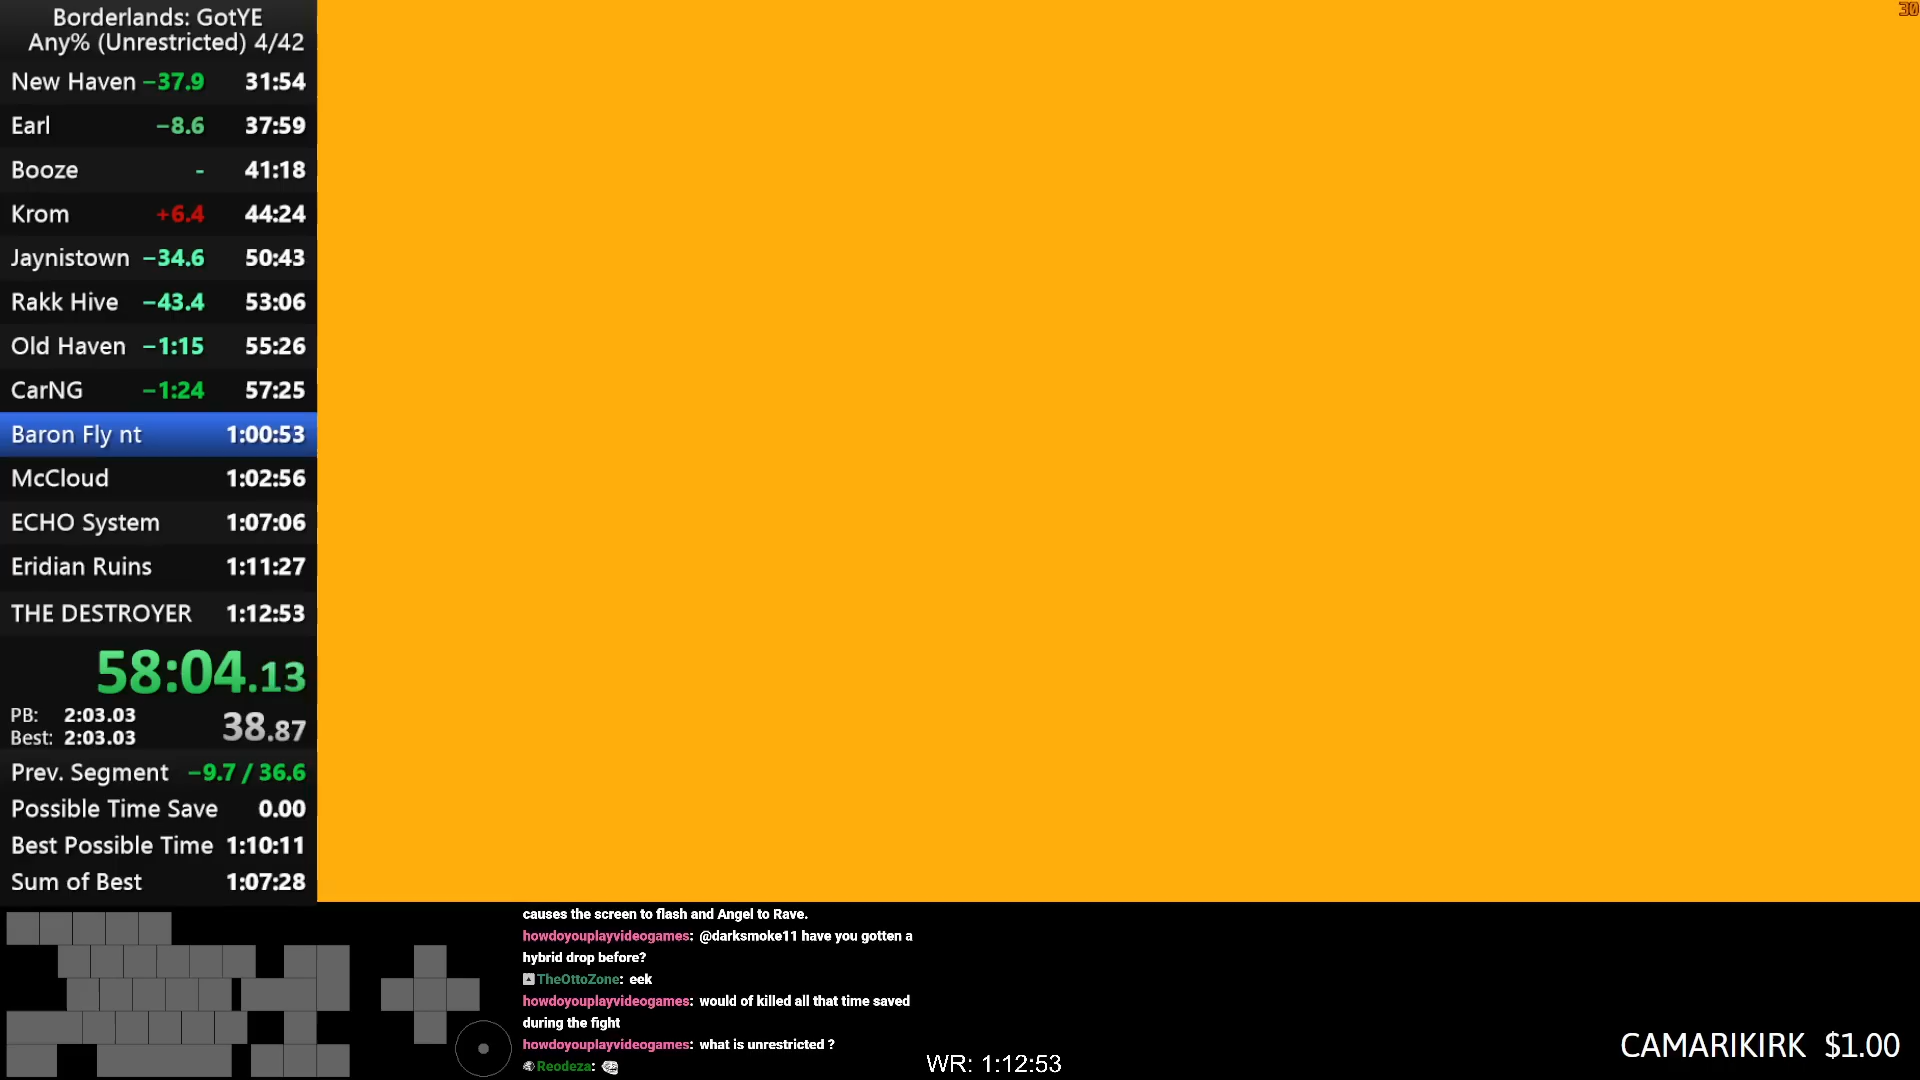 Borderlands: GotYE
Any% (Unrestricted) 4/42
New Haven −37.9 31:54
Earl −8.6 37:59
Booze - 41:18
Krom +6.4 44:24
Jaynistown −34.6 50:43
Rakk Hive −43.4 53:06
Old Haven −1:15 55:26
CarNG −1:24 57:25
Baron Fly nt 1:00:53
McCloud 1:02:56
ECHO System 1:07:06
Eridian Ruins 1:11:27
THE DESTROYER 1:12:53
58:04.13
PB: 2:03.03
Best: 2:03.03
38.87
Prev. Segment −9.7 / 36.6
Possible Time Save 0.00
Best Possible Time 1:10:11
Sum of Best 1:07:28
30
causes the screen to flash and Angel to Rave.
howdoyouplayvideogames: @darksmoke11 have you gotten a
hybrid drop before?
TheOttoZone: eek
howdoyouplayvideogames: would of killed all that time saved
during the fight
howdoyouplayvideogames: what is unrestricted ?
Reodeza:
WR: 1:12:53
CAMARIKIRK $1.00